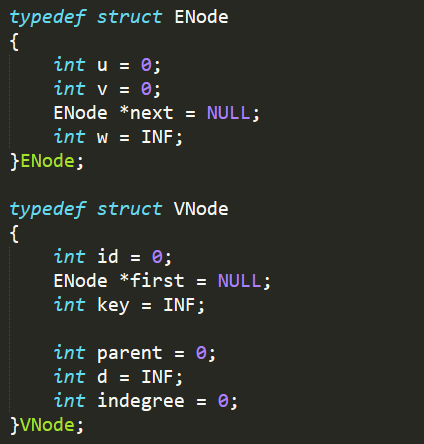 typedef struct ENode
{
    int u = 0;
    int v = 0;
    ENode *next = NULL;
    int w = INF;
}ENode;

typedef struct VNode
{
    int id = 0;
    ENode *first = NULL;
    int key = INF;

    int parent = 0;
    int d = INF;
    int indegree = 0;
}VNode;